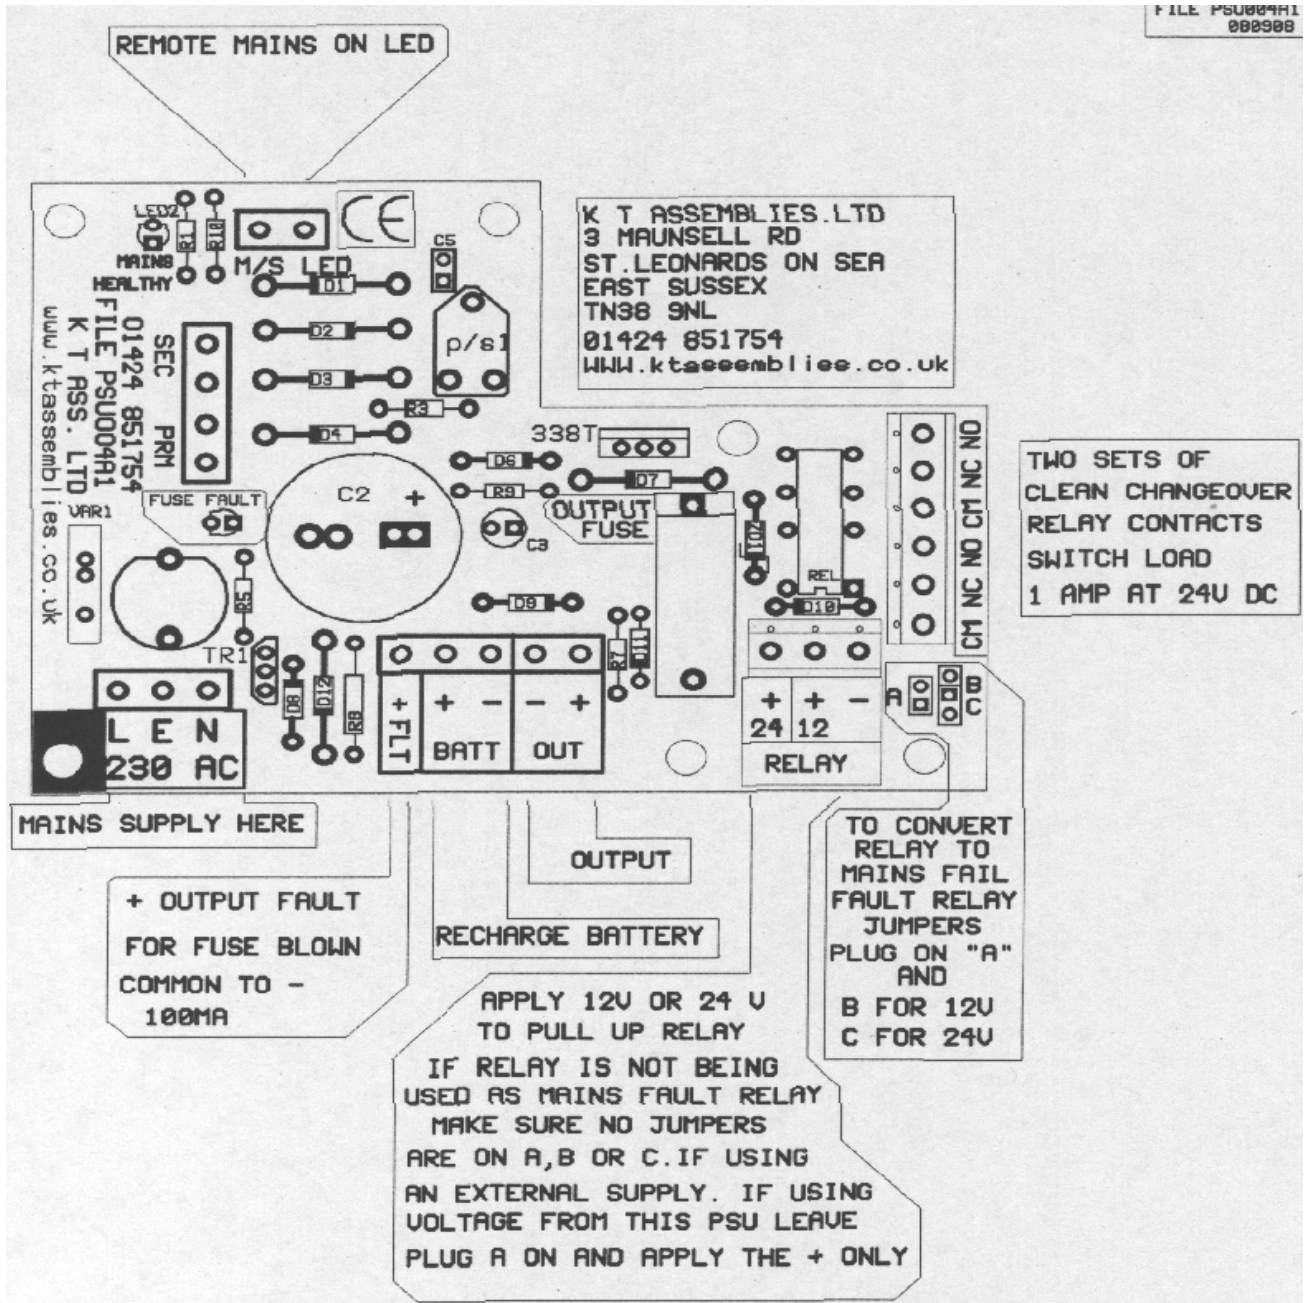 FILE PSU004A1
080908
REMOTE MAINS ON LED
LED2
R1
R10
MAINS
HEALTHY
M/S LED
CE
C5
K T ASSEMBLIES.LTD
3 MAUNSELL RD
ST.LEONARDS ON SEA
EAST SUSSEX
TN38 9NL
01424 851754
WWW.ktassemblies.co.uk
D1
D2
D3
D4
p/s1
R3
SEC PRM
01424 851754
FILE PSU004A1
K T ASS. LTD
www.ktassemblies.co.uk
FUSE FAULT
VAR1
C2
+
D6
R9
C3
338T
D7
OUTPUT
FUSE
REL
D10
CM NC NO CM NC NO
TWO SETS OF
CLEAN CHANGEOVER
RELAY CONTACTS
SWITCH LOAD
1 AMP AT 24V DC
R5
TR1
D8
D12
R8
D9
R7
D11
+ FLT
+ -
BATT
- +
OUT
+ + -
24 12
RELAY
A
B
C
L E N
230 AC
MAINS SUPPLY HERE
+ OUTPUT FAULT
FOR FUSE BLOWN
COMMON TO -
100MA
OUTPUT
RECHARGE BATTERY
APPLY 12V OR 24 V
TO PULL UP RELAY
IF RELAY IS NOT BEING
USED AS MAINS FAULT RELAY
MAKE SURE NO JUMPERS
ARE ON A,B OR C.IF USING
AN EXTERNAL SUPPLY. IF USING
VOLTAGE FROM THIS PSU LEAVE
PLUG A ON AND APPLY THE + ONLY
TO CONVERT
RELAY TO
MAINS FAIL
FAULT RELAY
JUMPERS
PLUG ON "A"
AND
B FOR 12V
C FOR 24V